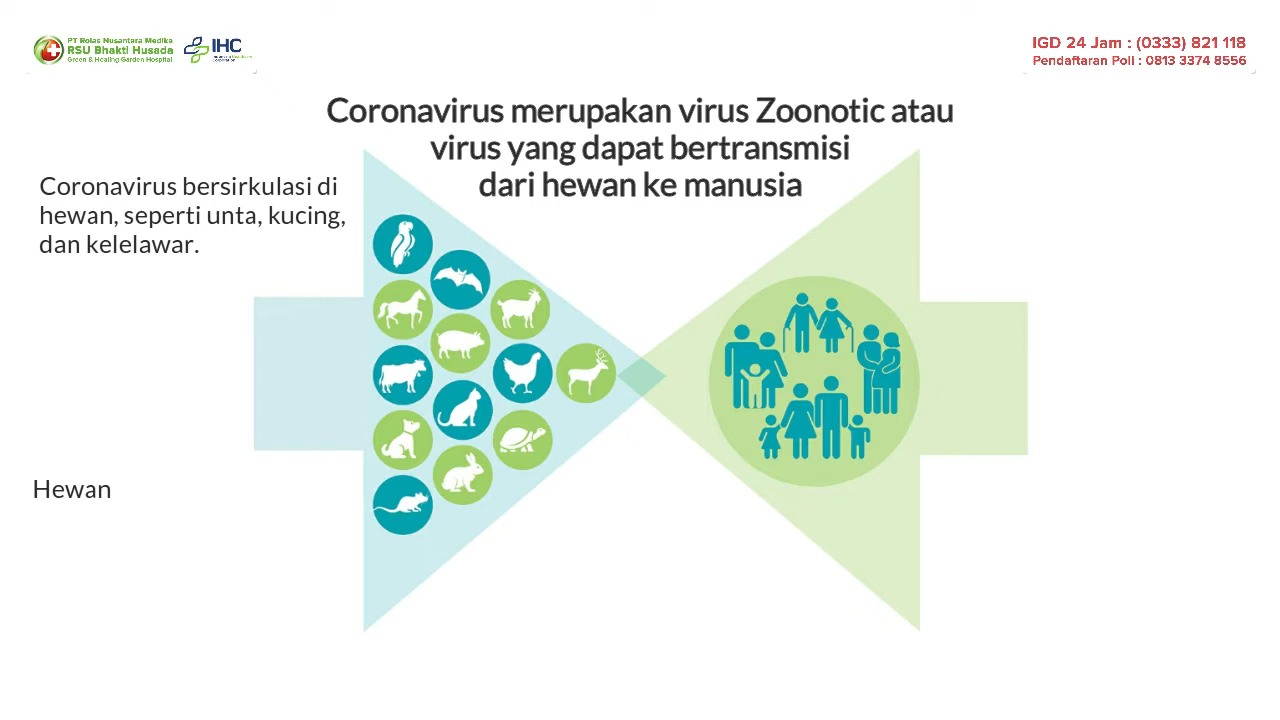 PT Rolas Nusantara Medika
RSU Bhakti Husada
Green & Healing Garden Hospital
IHC
IGD 24 Jam : (0333) 821 118
Pendaftaran Poli : 0813 3374 8556
Coronavirus merupakan virus Zoonotic atau
virus yang dapat bertransmisi
dari hewan ke manusia
Coronavirus bersirkulasi di
hewan, seperti unta, kucing,
dan kelelawar.
Hewan